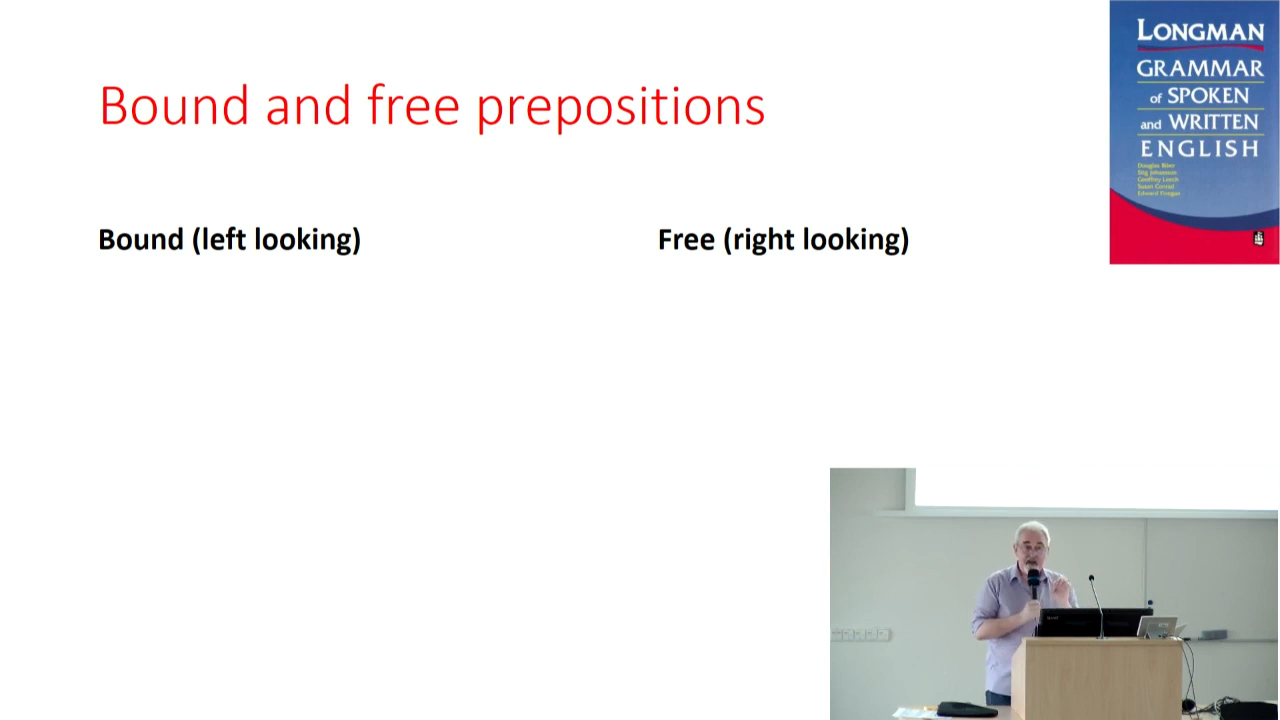 Bound and free prepositions
Bound (left looking)
Free (right looking)
LONGMAN
GRAMMAR
of SPOKEN
and WRITTEN
ENGLISH
Douglas Biber
Stig Johansson
Geoffrey Leech
Susan Conrad
Edward Finegan